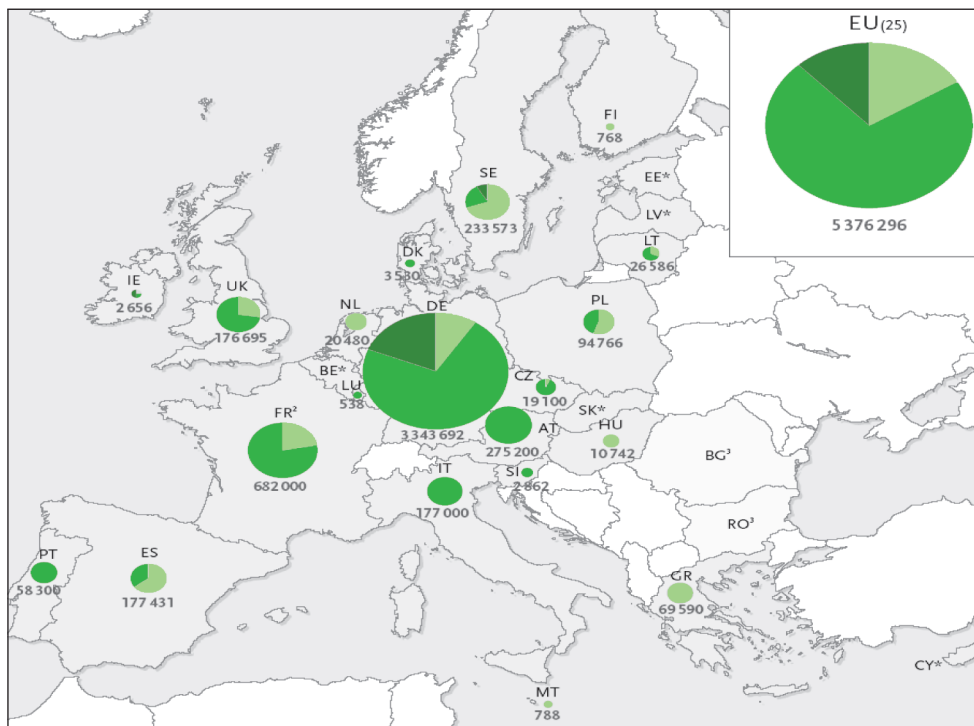 EU(25)
5 376 296
FI
768
SE
233 573
EE*
LV*
LT
26 586
DK
3 530
IE
2 656
UK
176 695
NL
20 480
DE
3 343 692
PL
94 766
BE*
LU
538
CZ
19 100
SK*
HU
10 742
FR²
682 000
AT
275 200
BG³
SI
2 862
IT
177 000
RO³
PT
58 300
ES
177 431
GR
69 590
CY*
MT
788